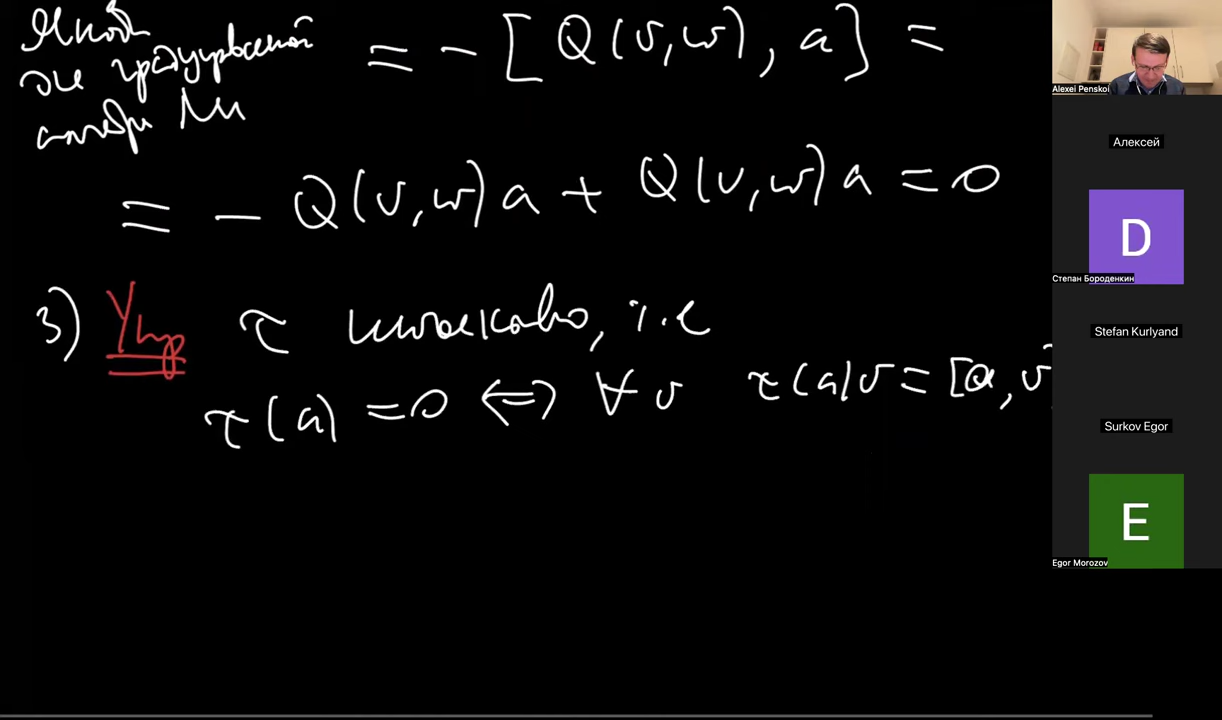 Якоби
для градуированной
алгебры Ли
= - [Q(v,w), a] =
= - Q(v,w)a + Q(v,w)a = 0
3) Упр τ инъективно, т.е
τ(a) = 0 ⟺ ∀ v τ(a)v = [a, v]
Alexei Penskoi
Алексей
D
Степан Бороденкин
Stefan Kurlyand
Surkov Egor
E
Egor Morozov